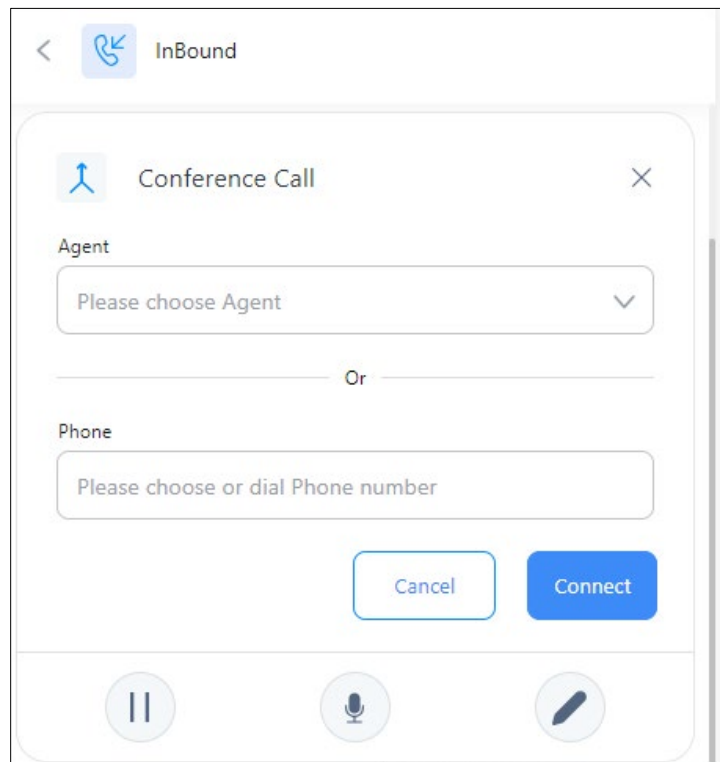 InBound
Conference Call
Agent
Please choose Agent
Or
Phone
Please choose or dial Phone number
Cancel Connect